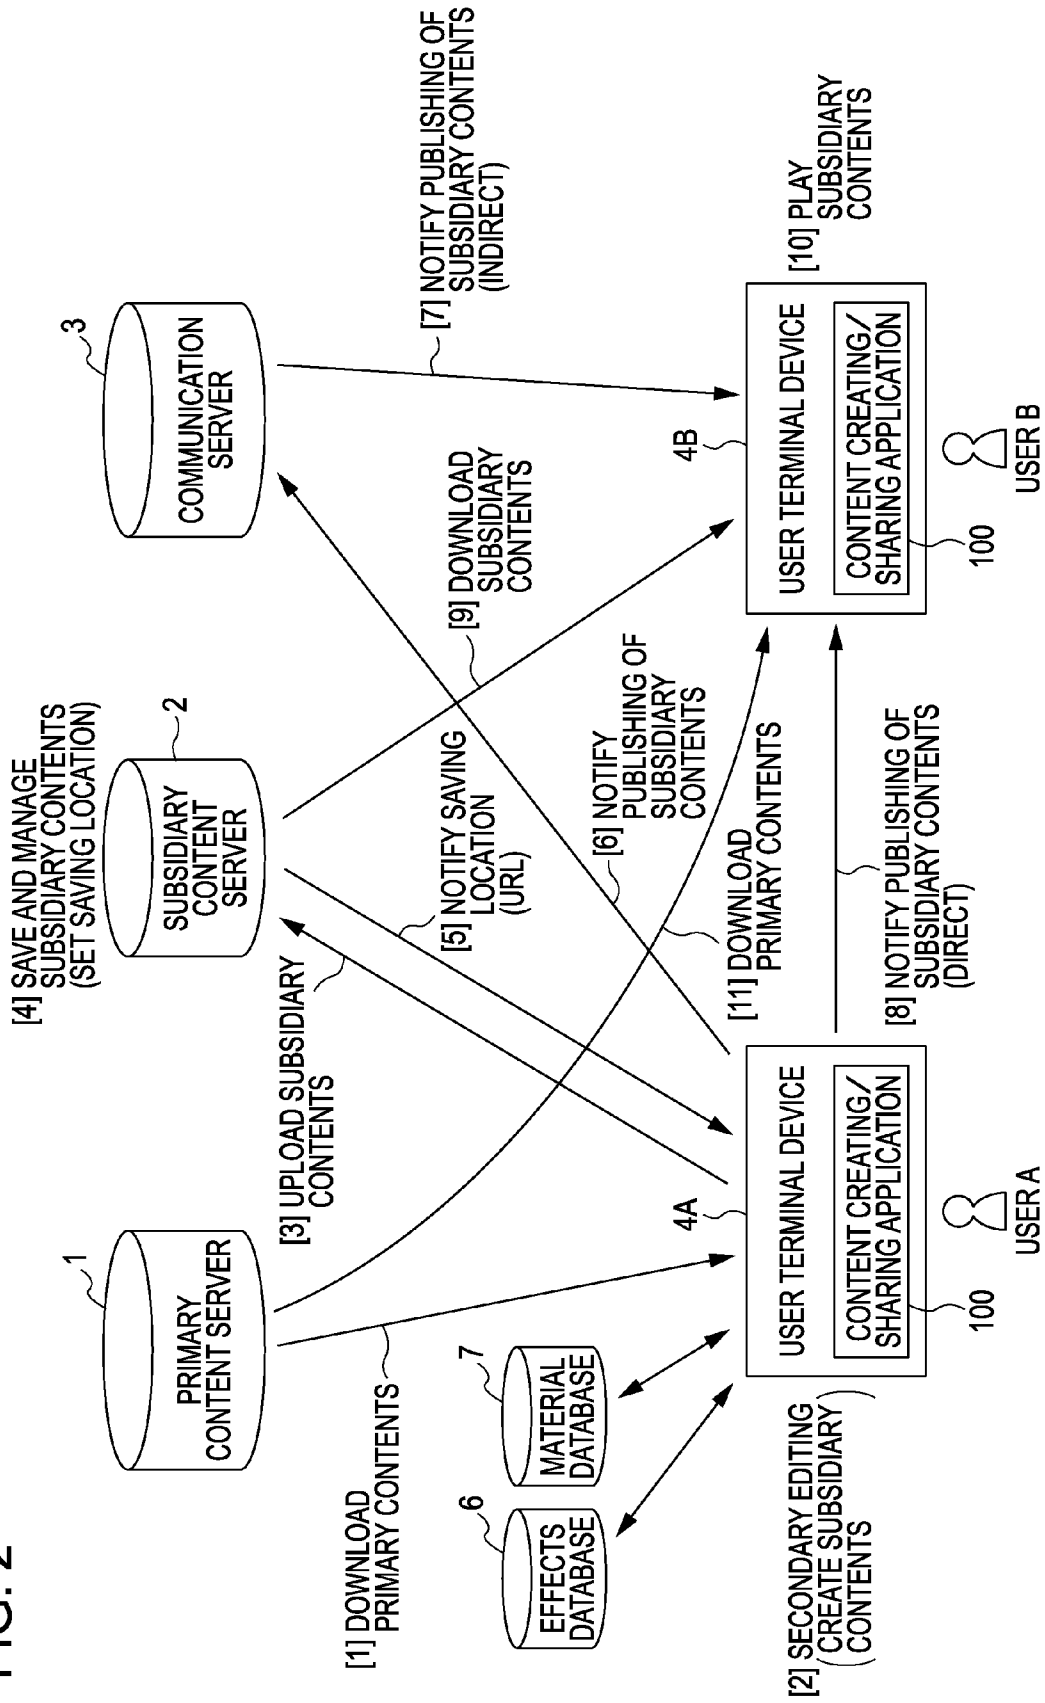 FIG. 2
[4] SAVE AND MANAGE
SUBSIDIARY CONTENTS
(SET SAVING LOCATION)
1
PRIMARY
CONTENT SERVER
2
SUBSIDIARY
CONTENT
SERVER
3
COMMUNICATION
SERVER
[1] DOWNLOAD
PRIMARY CONTENTS
[3] UPLOAD SUBSIDIARY
CONTENTS
[5] NOTIFY SAVING
LOCATION
(URL)
[9] DOWNLOAD
SUBSIDIARY
CONTENTS
[7] NOTIFY PUBLISHING OF
SUBSIDIARY CONTENTS
(INDIRECT)
6
EFFECTS
DATABASE
7
MATERIAL
DATABASE
[6] NOTIFY
PUBLISHING OF
SUBSIDIARY
CONTENTS
[11] DOWNLOAD
PRIMARY CONTENTS
[2] SECONDARY EDITING
(CREATE SUBSIDIARY
CONTENTS)
4A
USER TERMINAL DEVICE
CONTENT CREATING/
SHARING APPLICATION
100
USER A
[8] NOTIFY PUBLISHING OF
SUBSIDIARY CONTENTS
(DIRECT)
4B
USER TERMINAL DEVICE
CONTENT CREATING/
SHARING APPLICATION
100
USER B
[10] PLAY
SUBSIDIARY
CONTENTS